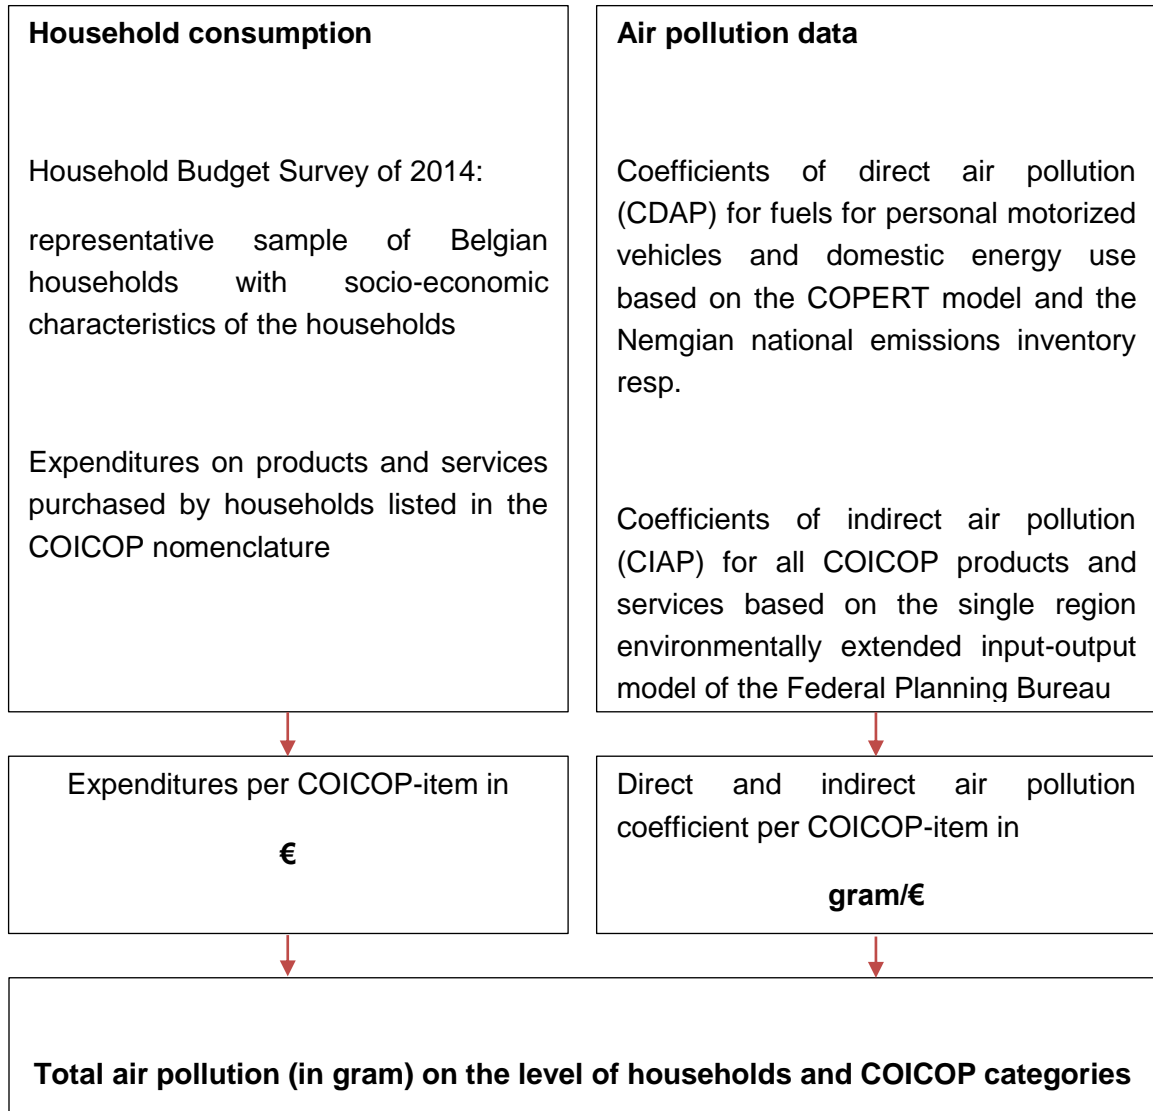 Household consumption
Household Budget Survey of 2014:
representative sample of Belgian
households with socio-economic
characteristics of the households
Expenditures on products and services
purchased by households listed in the
COICOP nomenclature
Air pollution data
Coefficients of direct air pollution
(CDAP) for fuels for personal motorized
vehicles and domestic energy use
based on the COPERT model and the
Nemgian national emissions inventory
resp.
Coefficients of indirect air pollution
(CIAP) for all COICOP products and
services based on the single region
environmentally extended input-output
model of the Federal Planning Bureau
Expenditures per COICOP-item in
€
Direct and indirect air pollution
coefficient per COICOP-item in
gram/€
Total air pollution (in gram) on the level of households and COICOP categories